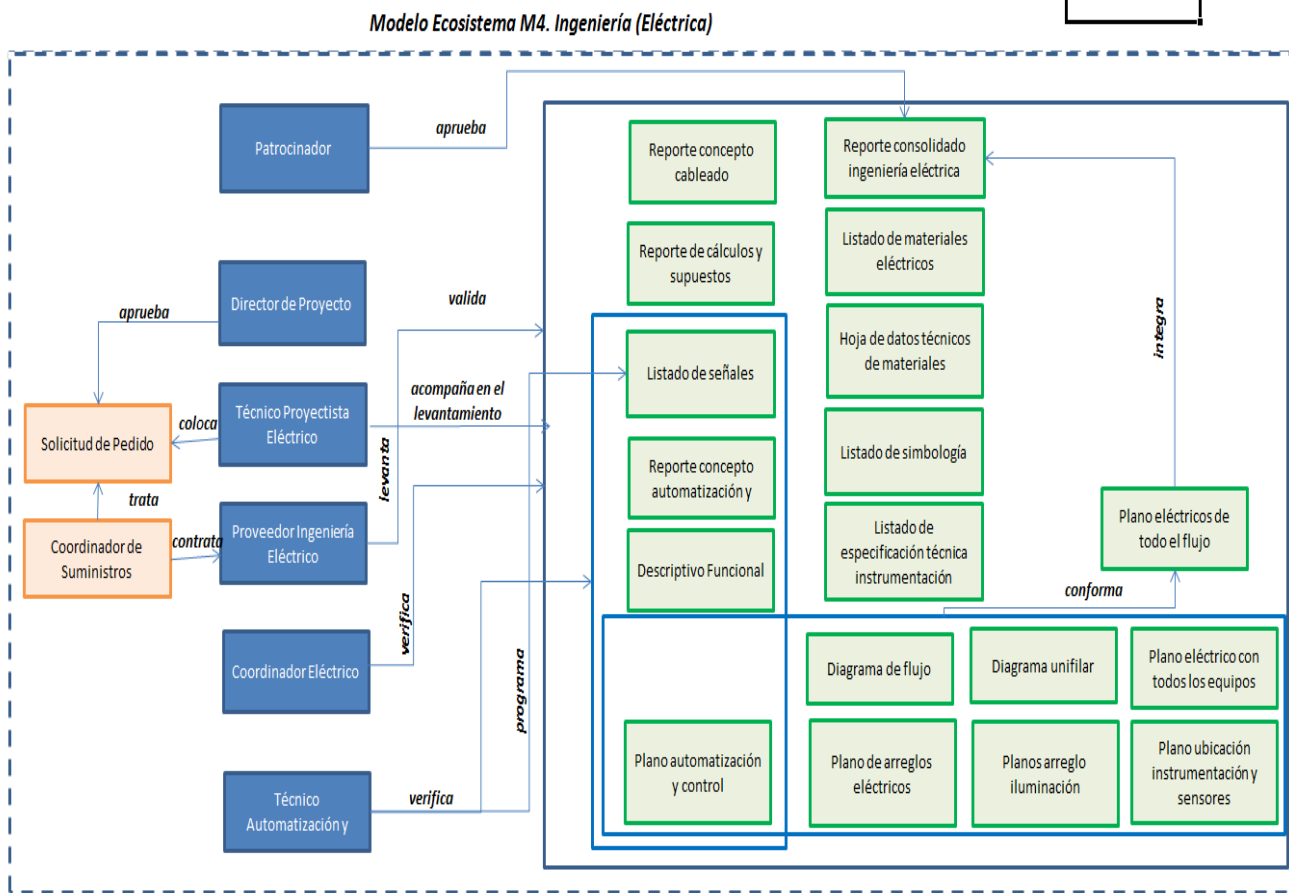 Modelo Ecosistema M4. Ingeniería (Eléctrica)
Patrocinador
aprueba
Reporte concepto
cableado
Reporte consolidado
ingeniería eléctrica
Director de Proyecto
aprueba
valida
Reporte de cálculos y
supuestos
Listado de materiales
eléctricos
integra
Listado de señales
Hoja de datos técnicos
de materiales
Solicitud de Pedido
coloca
Técnico Proyectista
Eléctrico
acompaña en el
levantamiento
levanta
Reporte concepto
automatización y
Listado de simbología
trata
Coordinador de
Suministros
contrata
Proveedor Ingeniería
Eléctrico
Descriptivo Funcional
Listado de
especificación técnica
instrumentación
Plano eléctricos de
todo el flujo
conforma
verifica
Coordinador Eléctrico
programa
Diagrama de flujo
Diagrama unifilar
Plano eléctrico con
todos los equipos
Técnico
Automatización y
verifica
Plano automatización
y control
Plano de arreglos
eléctricos
Planos arreglo
iluminación
Plano ubicación
instrumentación y
sensores